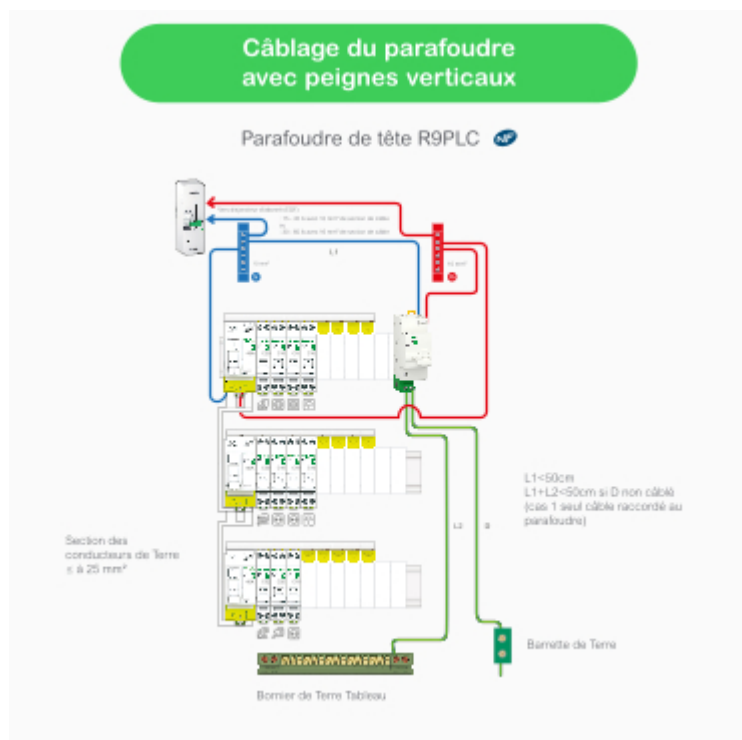 Câblage du parafoudre
avec peignes verticaux
Parafoudre de tête R9PLC NF
L1
L1<50cm
L1+L2<50cm si D non câblé
(cas 1 seul câble raccordé au
parafoudre)
L2
D
Section des
conducteurs de Terre
≤ à 25 mm²
Barrette de Terre
Bornier de Terre Tableau